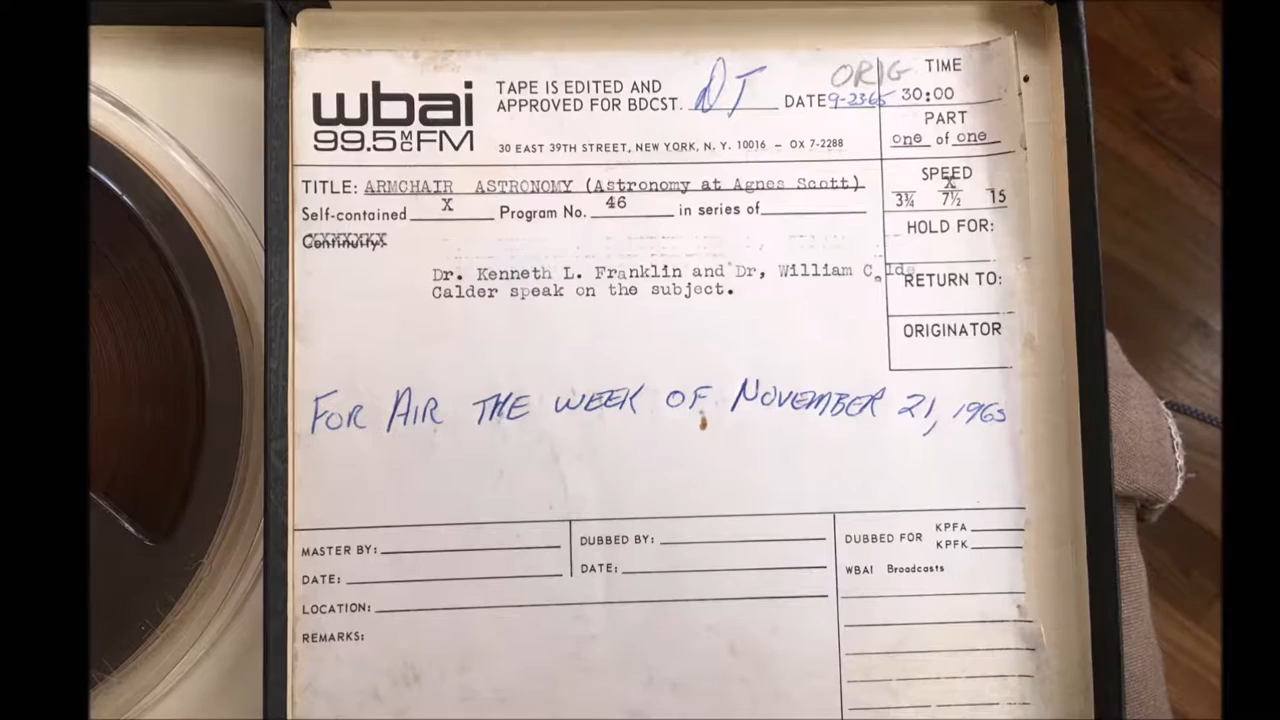 wbai
99.5 MC FM
TAPE IS EDITED AND
APPROVED FOR BDCST. DT DATE 9-23-65
30 EAST 39TH STREET, NEW YORK, N. Y. 10016 – OX 7-2288
ORIG
TIME
30:00
PART
one of one
SPEED
X
3¾ 7½ 15
HOLD FOR:
RETURN TO:
ORIGINATOR
TITLE: ARMCHAIR ASTRONOMY (Astronomy at Agnes Scott)
Self-contained X Program No. 46 in series of
Continuity
Dr. Kenneth L. Franklin and Dr, William C.
Calder speak on the subject.
FOR AIR THE WEEK OF NOVEMBER 21, 1965
MASTER BY:
DATE:
LOCATION:
REMARKS:
DUBBED BY:
DATE:
DUBBED FOR KPFA
KPFK
WBAI Broadcasts